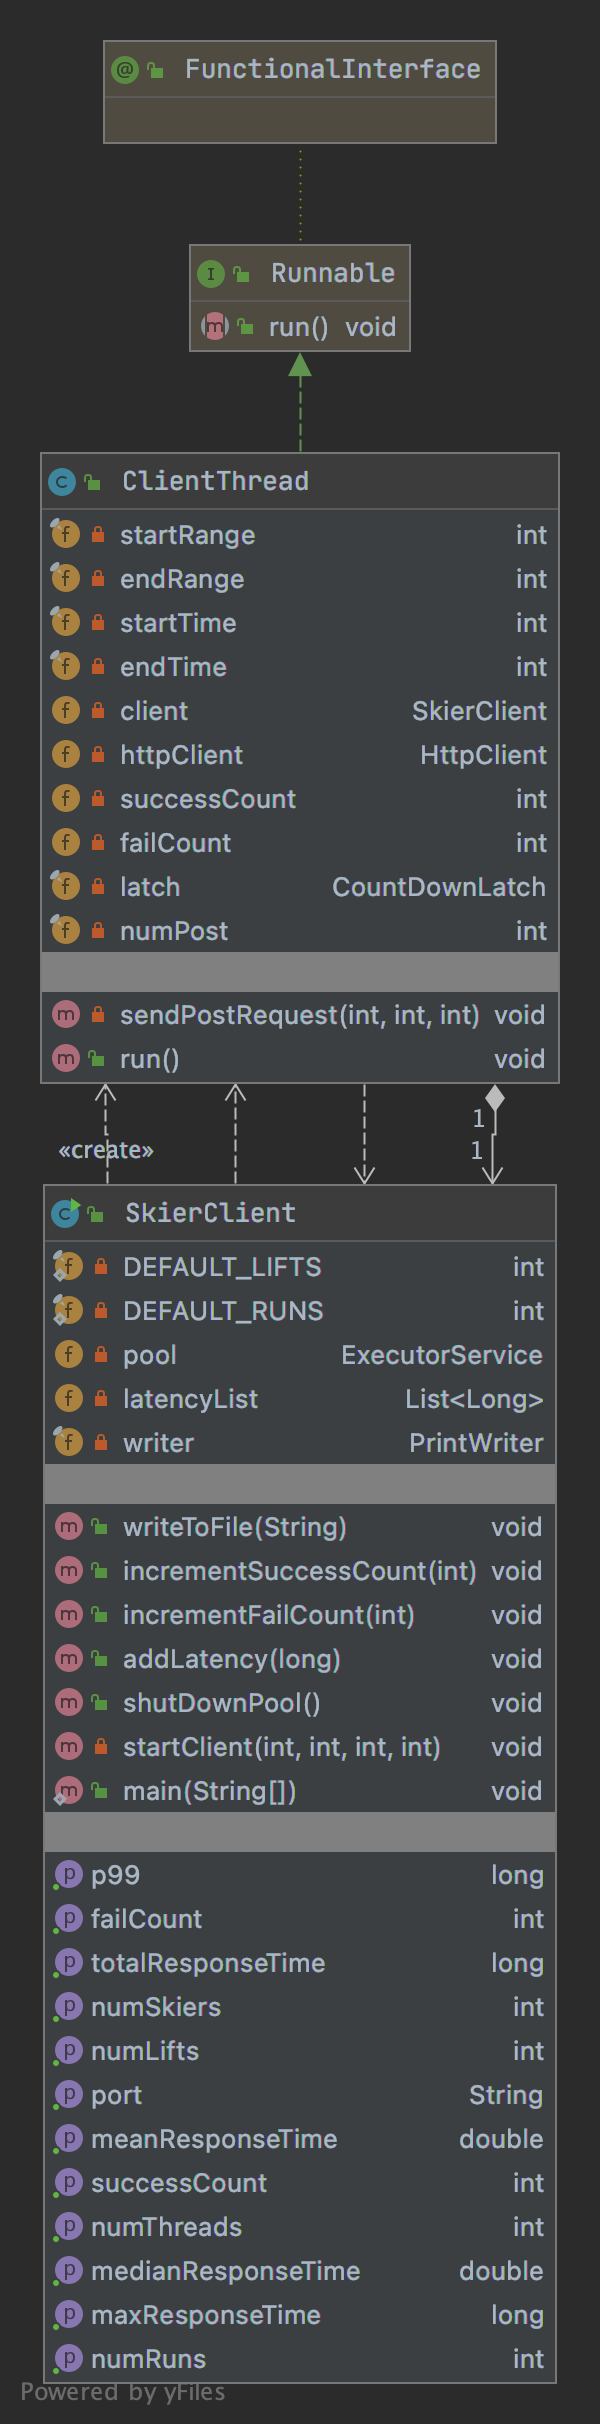 @ FunctionalInterface
I Runnable
m run() void
C ClientThread
f startRange int
f endRange int
f startTime int
f endTime int
f client SkierClient
f httpClient HttpClient
f successCount int
f failCount int
f latch CountDownLatch
f numPost int
m sendPostRequest(int, int, int) void
m run() void
1
«create» 1
C SkierClient
f DEFAULT_LIFTS int
f DEFAULT_RUNS int
f pool ExecutorService
f latencyList List<Long>
f writer PrintWriter
m writeToFile(String) void
m incrementSuccessCount(int) void
m incrementFailCount(int) void
m addLatency(long) void
m shutDownPool() void
m startClient(int, int, int, int) void
m main(String[]) void
p p99 long
p failCount int
p totalResponseTime long
p numSkiers int
p numLifts int
p port String
p meanResponseTime double
p successCount int
p numThreads int
p medianResponseTime double
p maxResponseTime long
p numRuns int
Powered by yFiles